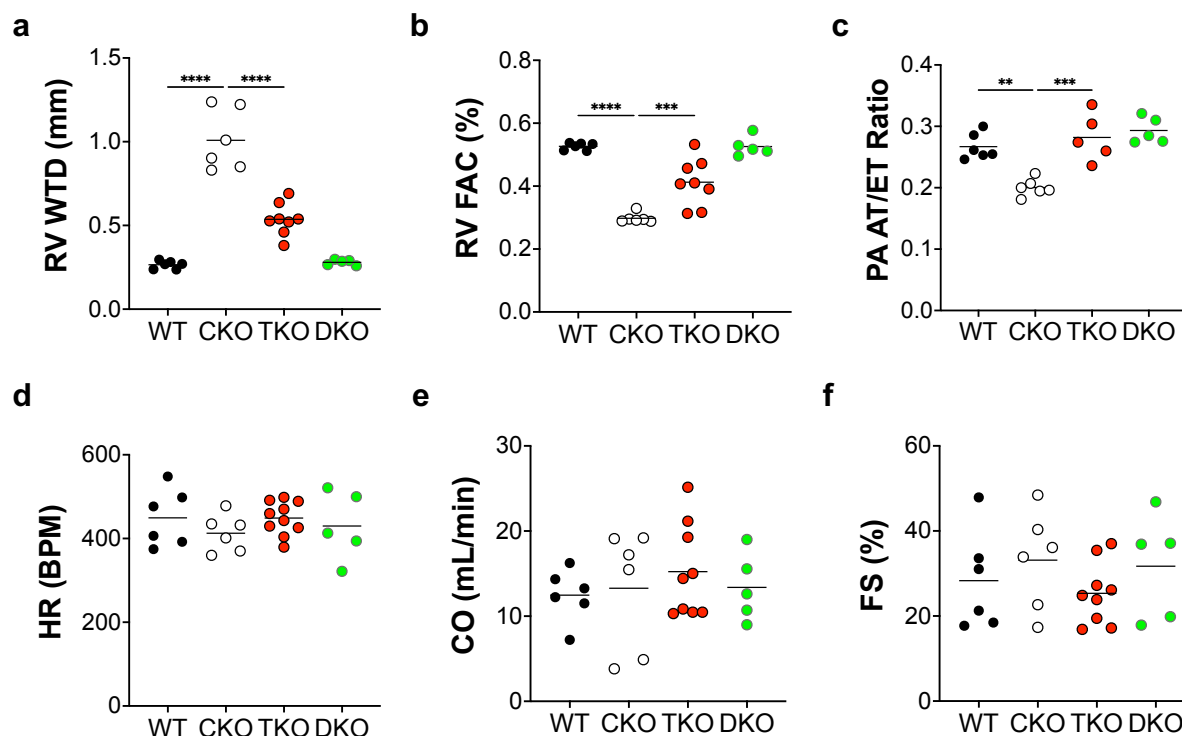 a
RV WTD (mm)
1.5
1.0
0.5
0.0
**** ****
WT CKO TKO DKO
b
RV FAC (%)
0.8
0.6
0.4
0.2
0.0
**** ***
WT CKO TKO DKO
c
PA AT/ET Ratio
0.4
0.3
0.2
0.1
0.0
** ***
WT CKO TKO DKO
d
HR (BPM)
600
400
200
0
WT CKO TKO DKO
e
CO (mL/min)
30
20
10
0
WT CKO TKO DKO
f
FS (%)
60
40
20
0
WT CKO TKO DKO